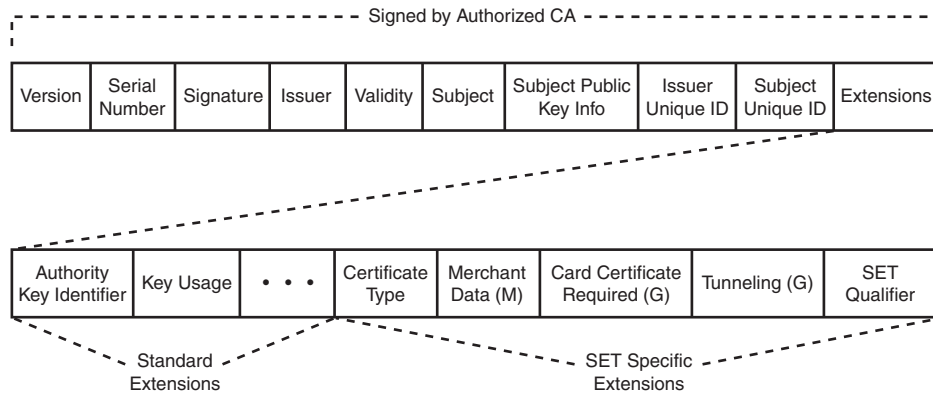 Signed by Authorized CA
Version
Serial
Number
Signature
Issuer
Validity
Subject
Subject Public
Key Info
Issuer
Unique ID
Subject
Unique ID
Extensions
Authority
Key Identifier
Key Usage
• • •
Certificate
Type
Merchant
Data (M)
Card Certificate
Required (G)
Tunneling (G)
SET
Qualifier
Standard
Extensions
SET Specific
Extensions